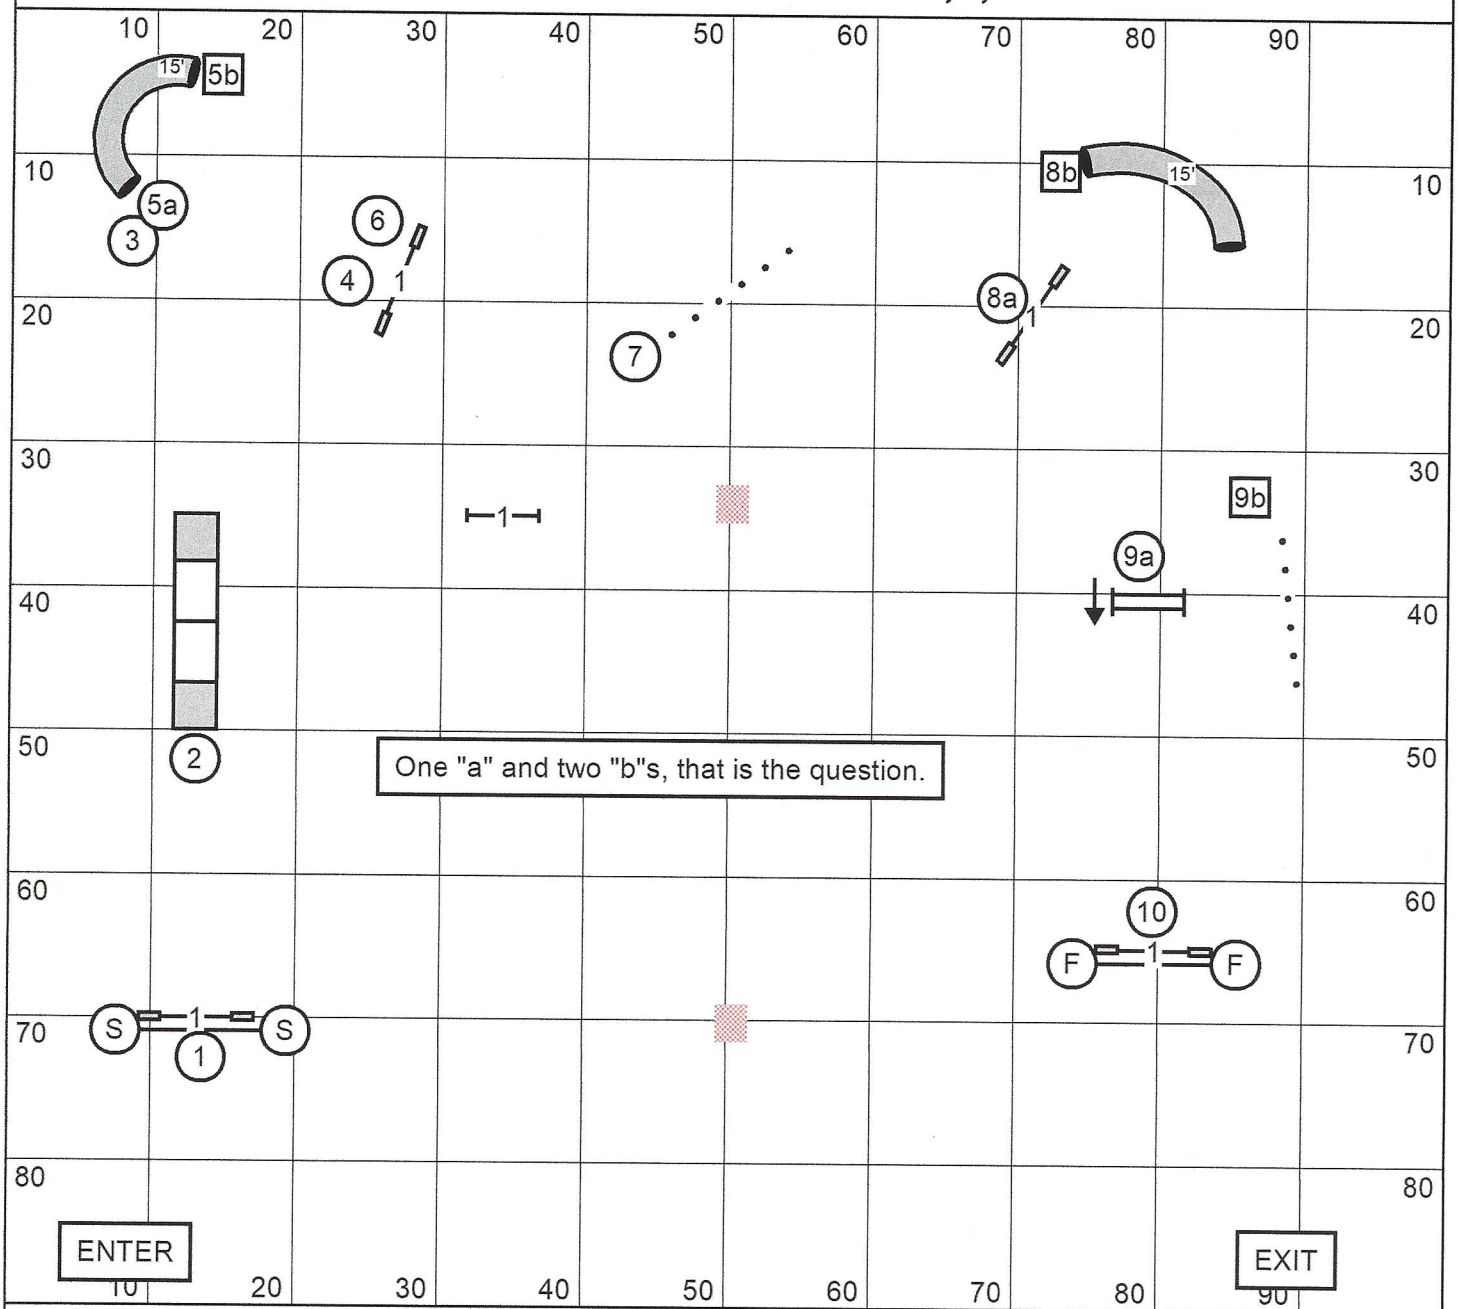 10 20 30 40 50 60 70 80 90
15' 5b
10 8b 15' 10
5a
3 6
4 1 8a 1
20 20
7
30 30
9b
1
9a
40 40
50 50
2
One "a" and two "b"s, that is the question.
60 60
10
F 1 F
S 1 S
70 70
1
80 80
ENTER EXIT
10 20 30 40 50 60 70 80 90